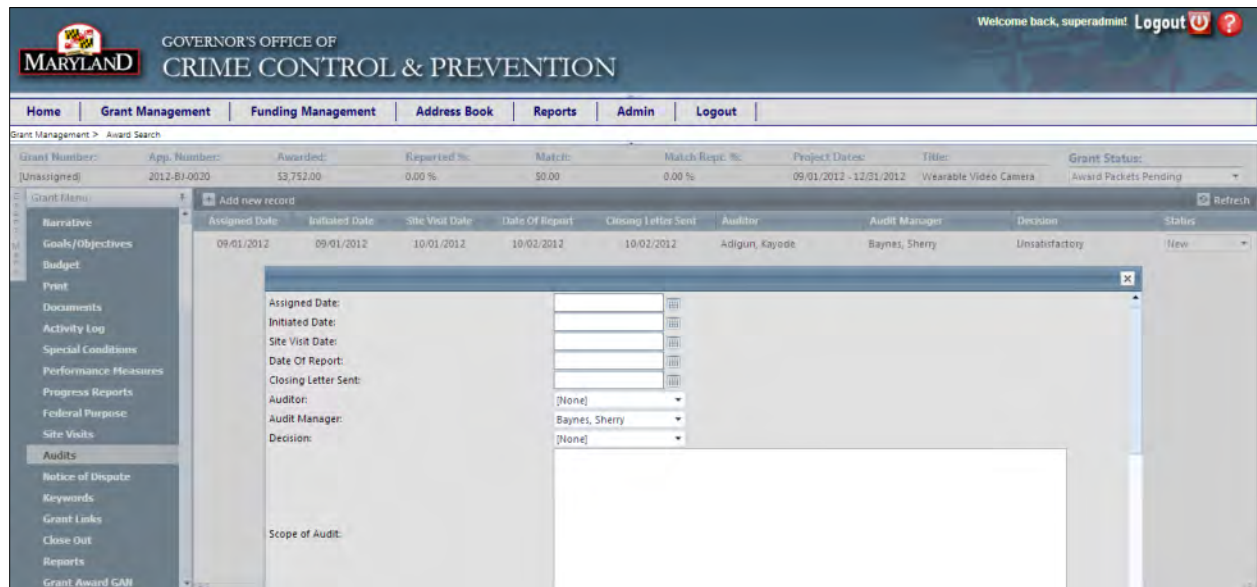 Welcome back, superadmin! Logout
MARYLAND
GOVERNOR'S OFFICE OF
CRIME CONTROL & PREVENTION
Home Grant Management Funding Management Address Book Reports Admin Logout
Grant Management > Award Search
Grant Number: App. Number: Awarded: Reported %: Match: Match Rept. %: Project Dates: Title: Grant Status:
[Unassigned] 2012-BJ-0020 $3,752.00 0.00 % $0.00 0.00 % 09/01/2012 - 12/31/2012 Wearable Video Camera Award Packets Pending
Grant Menu Add new record Refresh
Assigned Date Initiated Date Site Visit Date Date Of Report Closing Letter Sent Auditor Audit Manager Decision Status
09/01/2012 09/01/2012 10/01/2012 10/02/2012 10/02/2012 Adigun, Kayode Baynes, Sherry Unsatisfactory New
Narrative
Goals/Objectives
Budget
Print
Documents
Activity Log
Special Conditions
Performance Measures
Progress Reports
Federal Purpose
Site Visits
Audits
Notice of Dispute
Keywords
Grant Links
Close Out
Reports
Grant Award GAN
Assigned Date:
Initiated Date:
Site Visit Date:
Date Of Report:
Closing Letter Sent:
Auditor: [None]
Audit Manager: Baynes, Sherry
Decision: [None]
Scope of Audit: